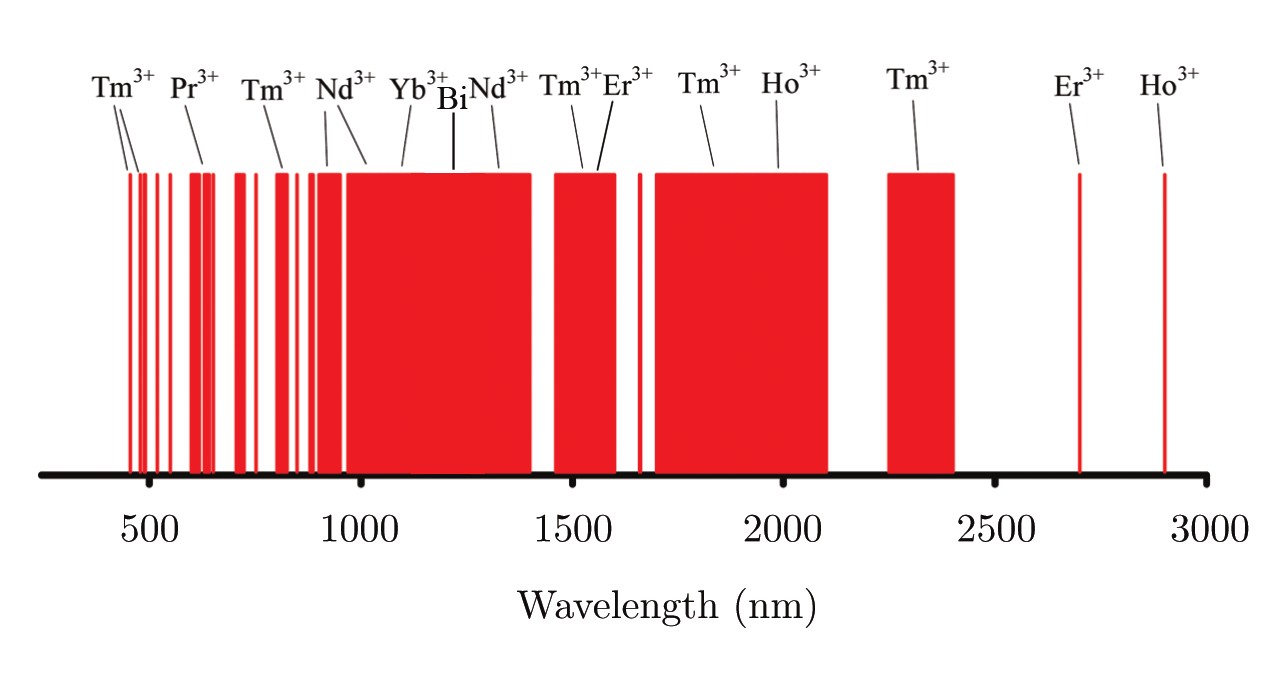 Tm³⁺ Pr³⁺ Tm³⁺ Nd³⁺ Yb³⁺ Bi Nd³⁺ Tm³⁺ Er³⁺ Tm³⁺ Ho³⁺ Tm³⁺ Er³⁺ Ho³⁺
500 1000 1500 2000 2500 3000
Wavelength (nm)